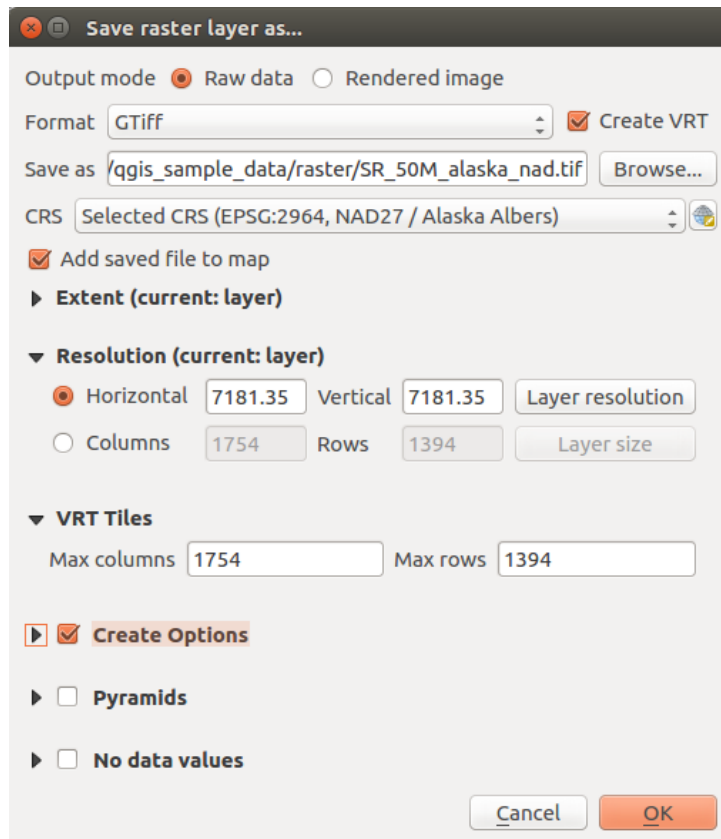 Save raster layer as...
Output mode Raw data Rendered image
Format GTiff Create VRT
Save as /qgis_sample_data/raster/SR_50M_alaska_nad.tif Browse...
CRS Selected CRS (EPSG:2964, NAD27 / Alaska Albers)
Add saved file to map
Extent (current: layer)
Resolution (current: layer)
Horizontal 7181.35 Vertical 7181.35 Layer resolution
Columns 1754 Rows 1394 Layer size
VRT Tiles
Max columns 1754 Max rows 1394
Create Options
Pyramids
No data values
Cancel OK